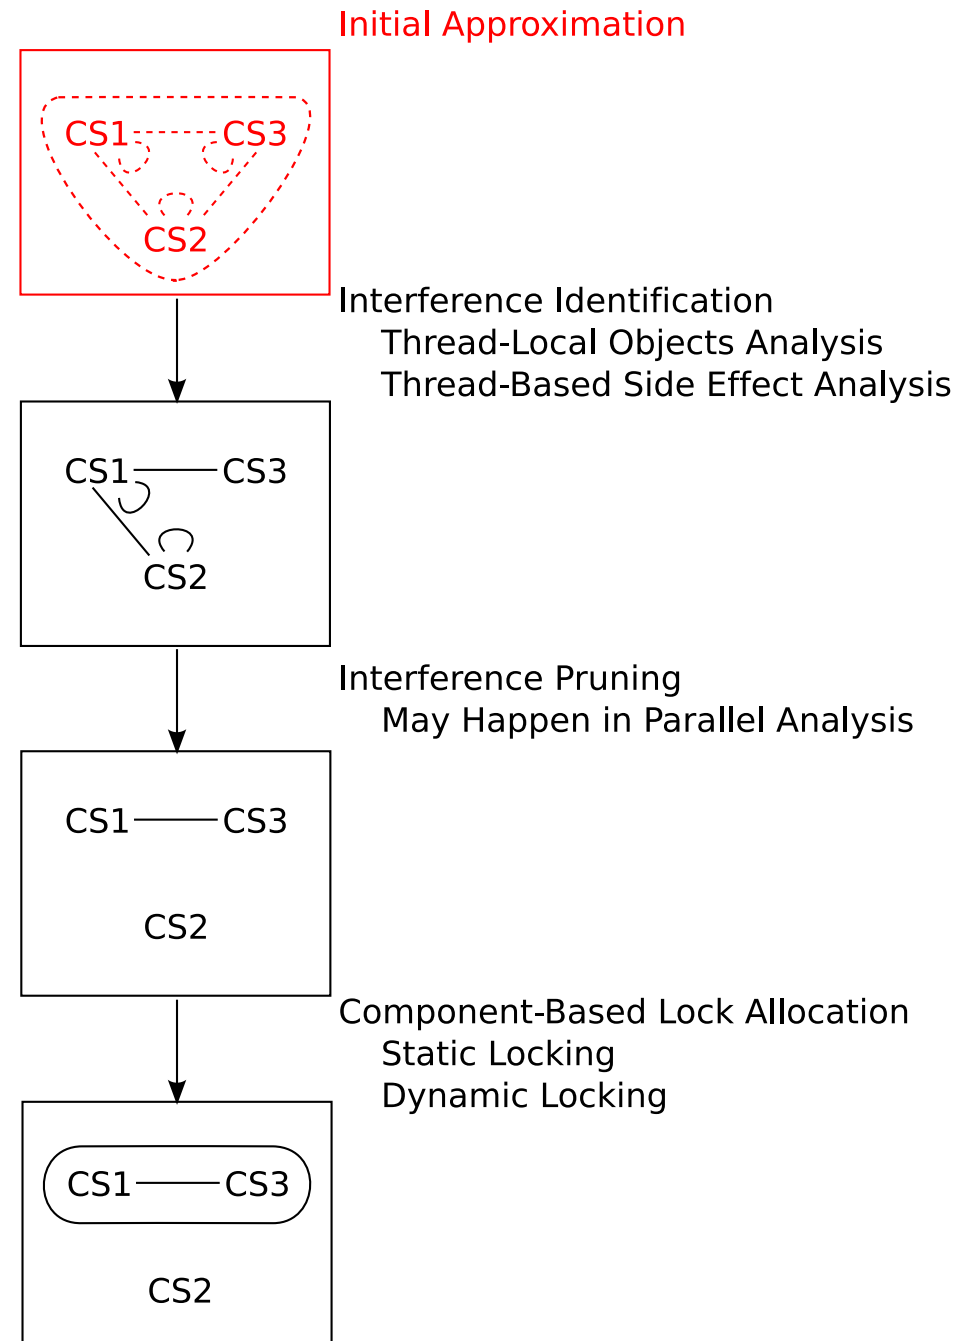 Initial Approximation
CS1 CS3
CS2
Interference Identification
Thread-Local Objects Analysis
Thread-Based Side Effect Analysis
CS1 CS3
CS2
Interference Pruning
May Happen in Parallel Analysis
CS1 CS3
CS2
Component-Based Lock Allocation
Static Locking
Dynamic Locking
CS1 CS3
CS2